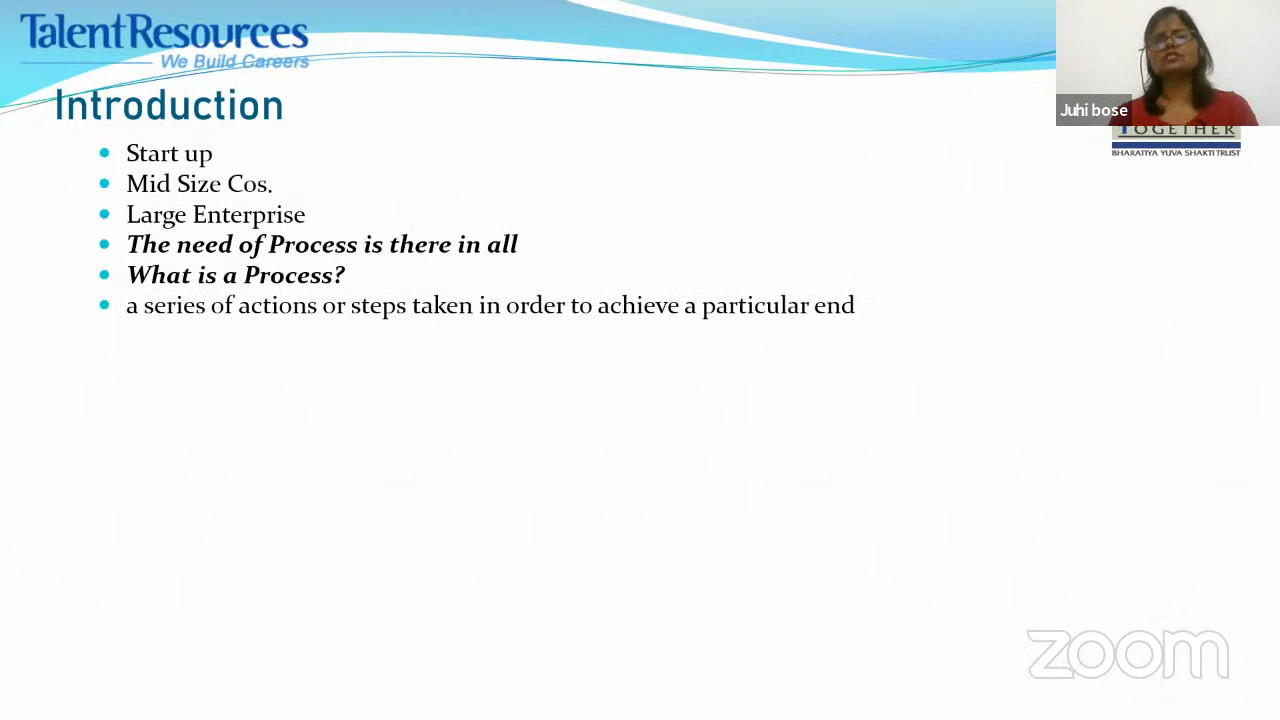 TalentResources
We Build Careers
Introduction
Juhi bose
TOGETHER
BHARATIYA YUVA SHAKTI TRUST
Start up
Mid Size Cos.
Large Enterprise
The need of Process is there in all
What is a Process?
a series of actions or steps taken in order to achieve a particular end
zoom